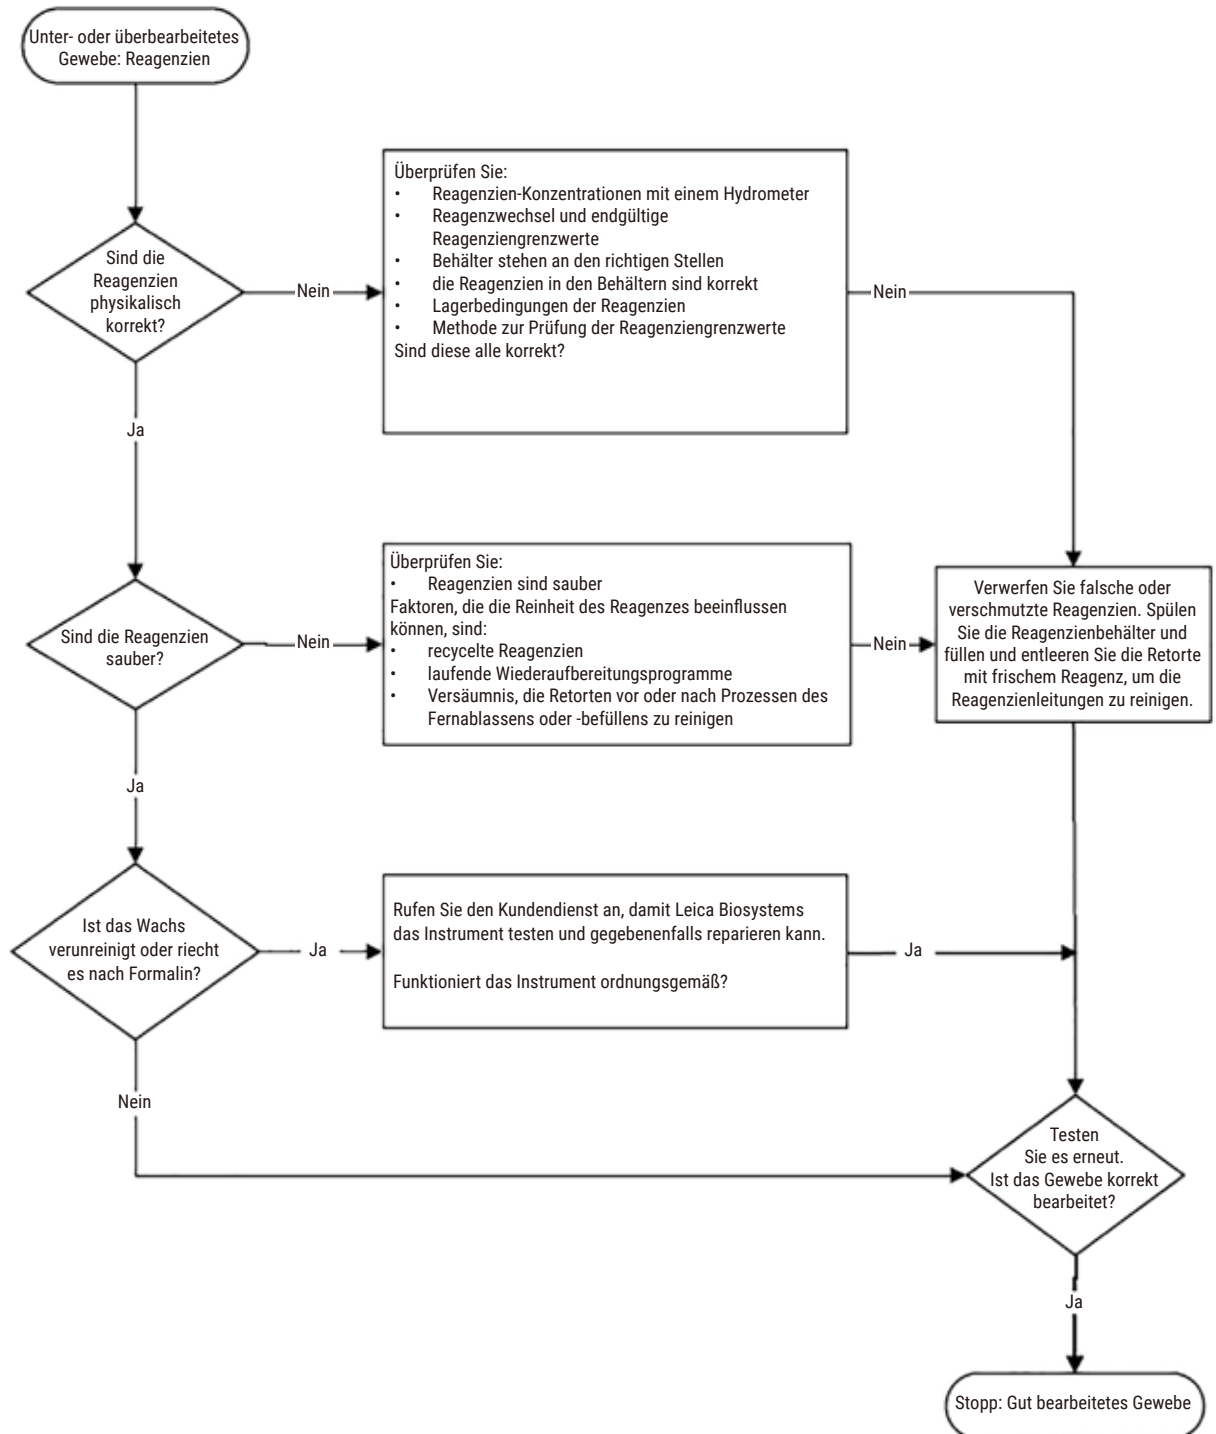 Unter- oder überbearbeitetes
Gewebe: Reagenzien
Sind die
Reagenzien
physikalisch
korrekt?
Nein
Überprüfen Sie:
• Reagenzien-Konzentrationen mit einem Hydrometer
• Reagenzwechsel und endgültige
Reagenziengrenzwerte
• Behälter stehen an den richtigen Stellen
• die Reagenzien in den Behältern sind korrekt
• Lagerbedingungen der Reagenzien
• Methode zur Prüfung der Reagenziengrenzwerte
Sind diese alle korrekt?
Nein
Ja
Sind die Reagenzien
sauber?
Nein
Überprüfen Sie:
• Reagenzien sind sauber
Faktoren, die die Reinheit des Reagenzes beeinflussen
können, sind:
• recycelte Reagenzien
• laufende Wiederaufbereitungsprogramme
• Versäumnis, die Retorten vor oder nach Prozessen des
Fernablassens oder -befüllens zu reinigen
Nein
Verwerfen Sie falsche oder
verschmutzte Reagenzien. Spülen
Sie die Reagenzienbehälter und
füllen und entleeren Sie die Retorte
mit frischem Reagenz, um die
Reagenzienleitungen zu reinigen.
Ja
Ist das Wachs
verunreinigt oder riecht
es nach Formalin?
Ja
Rufen Sie den Kundendienst an, damit Leica Biosystems
das Instrument testen und gegebenenfalls reparieren kann.
Funktioniert das Instrument ordnungsgemäß?
Ja
Nein
Testen
Sie es erneut.
Ist das Gewebe korrekt
bearbeitet?
Ja
Stopp: Gut bearbeitetes Gewebe